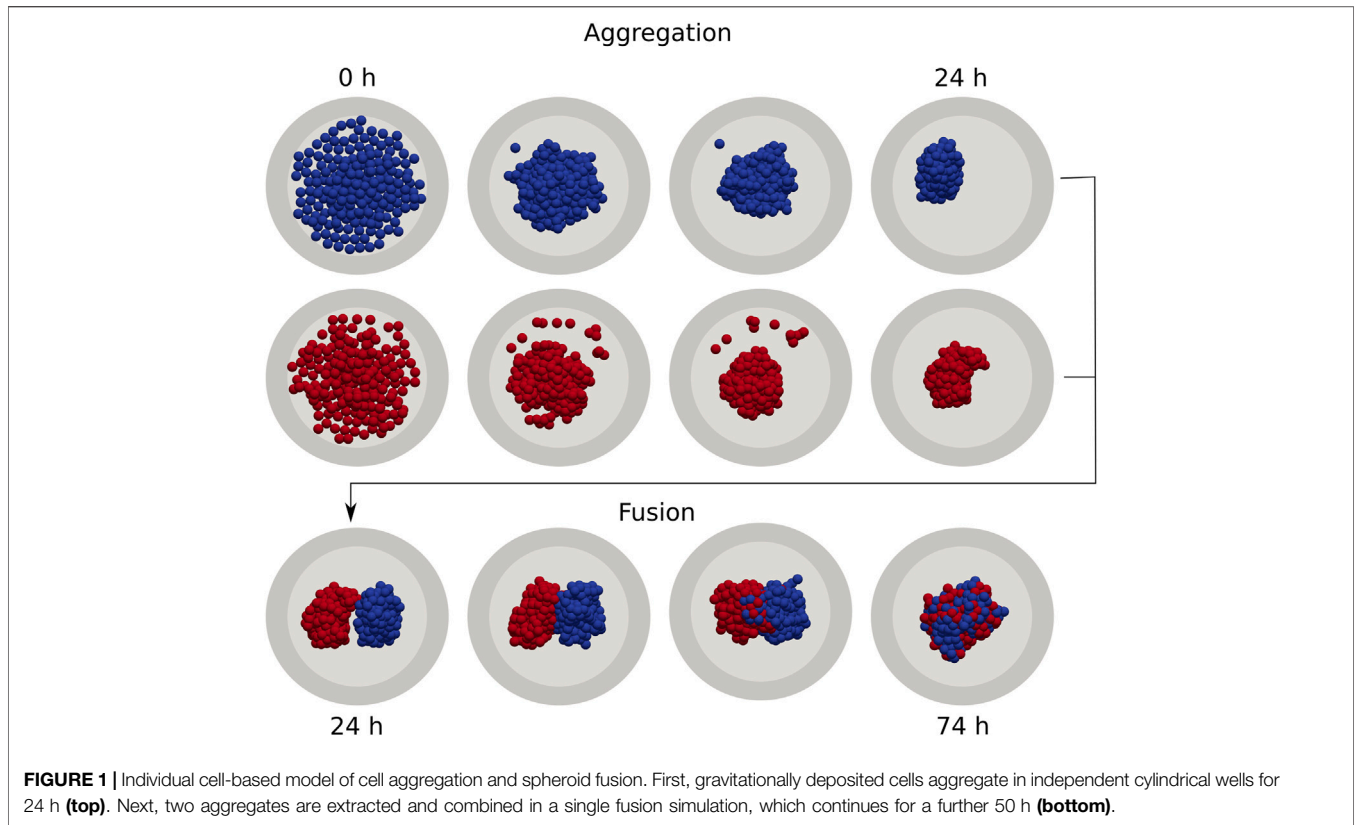 Aggregation
0 h
24 h
Fusion
24 h
74 h
FIGURE 1 | Individual cell-based model of cell aggregation and spheroid fusion. First, gravitationally deposited cells aggregate in independent cylindrical wells for
24 h (top). Next, two aggregates are extracted and combined in a single fusion simulation, which continues for a further 50 h (bottom).